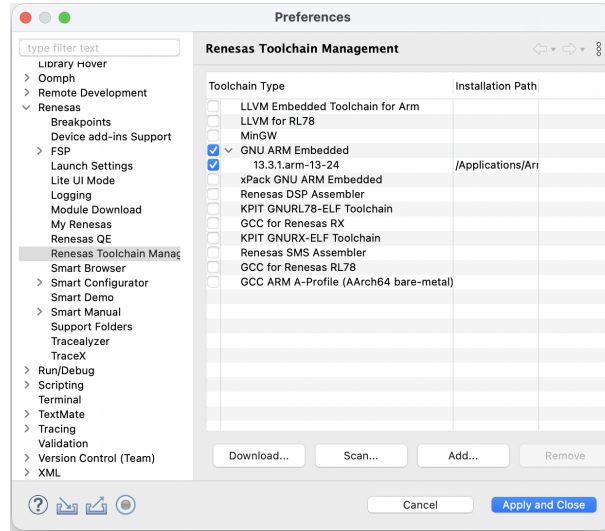 Preferences
type filter text
Library Hover
Oomph
Remote Development
Renesas
Breakpoints
Device add-ins Support
FSP
Launch Settings
Lite UI Mode
Logging
Module Download
My Renesas
Renesas QE
Renesas Toolchain Manag
Smart Browser
Smart Configurator
Smart Demo
Smart Manual
Support Folders
Tracealyzer
TraceX
Run/Debug
Scripting
Terminal
TextMate
Tracing
Validation
Version Control (Team)
XML
Renesas Toolchain Management
Toolchain Type Installation Path
LLVM Embedded Toolchain for Arm
LLVM for RL78
MinGW
GNU ARM Embedded
13.3.1.arm-13-24 /Applications/Arı
xPack GNU ARM Embedded
Renesas DSP Assembler
KPIT GNURL78-ELF Toolchain
GCC for Renesas RX
KPIT GNURX-ELF Toolchain
Renesas SMS Assembler
GCC for Renesas RL78
GCC ARM A-Profile (AArch64 bare-metal)
Download... Scan... Add... Remove
? Cancel Apply and Close